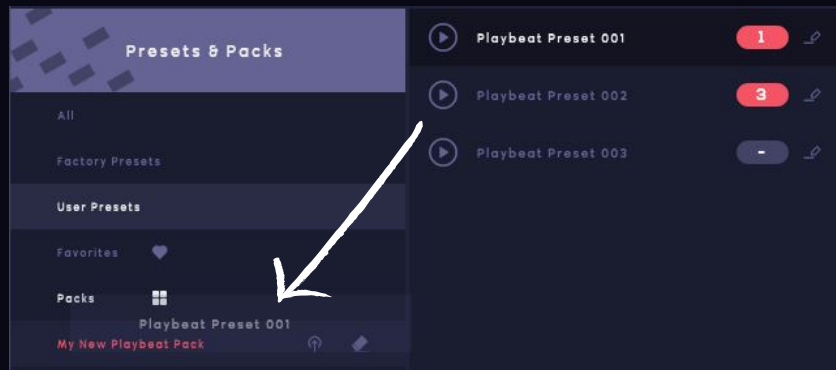 Presets & Packs
All
Factory Presets
User Presets
Favorites
Packs
Playbeat Preset 001
My New Playbeat Pack
Playbeat Preset 001 1
Playbeat Preset 002 3
Playbeat Preset 003 -